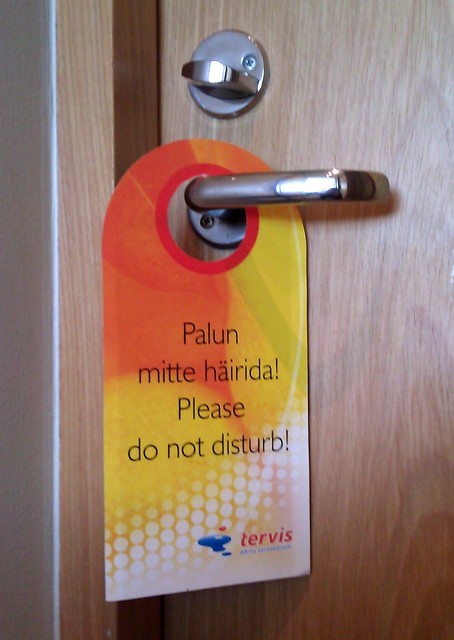 Palun
mitte häirida!
Please
do not disturb!
tervis